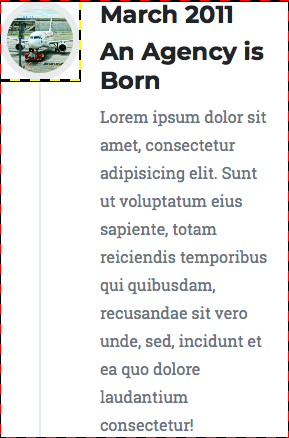 March 2011
An Agency is
Born
Lorem ipsum dolor sit
amet, consectetur
adipisicing elit. Sunt
ut voluptatum eius
sapiente, totam
reiciendis temporibus
qui quibusdam,
recusandae sit vero
unde, sed, incidunt et
ea quo dolore
laudantium
consectetur!